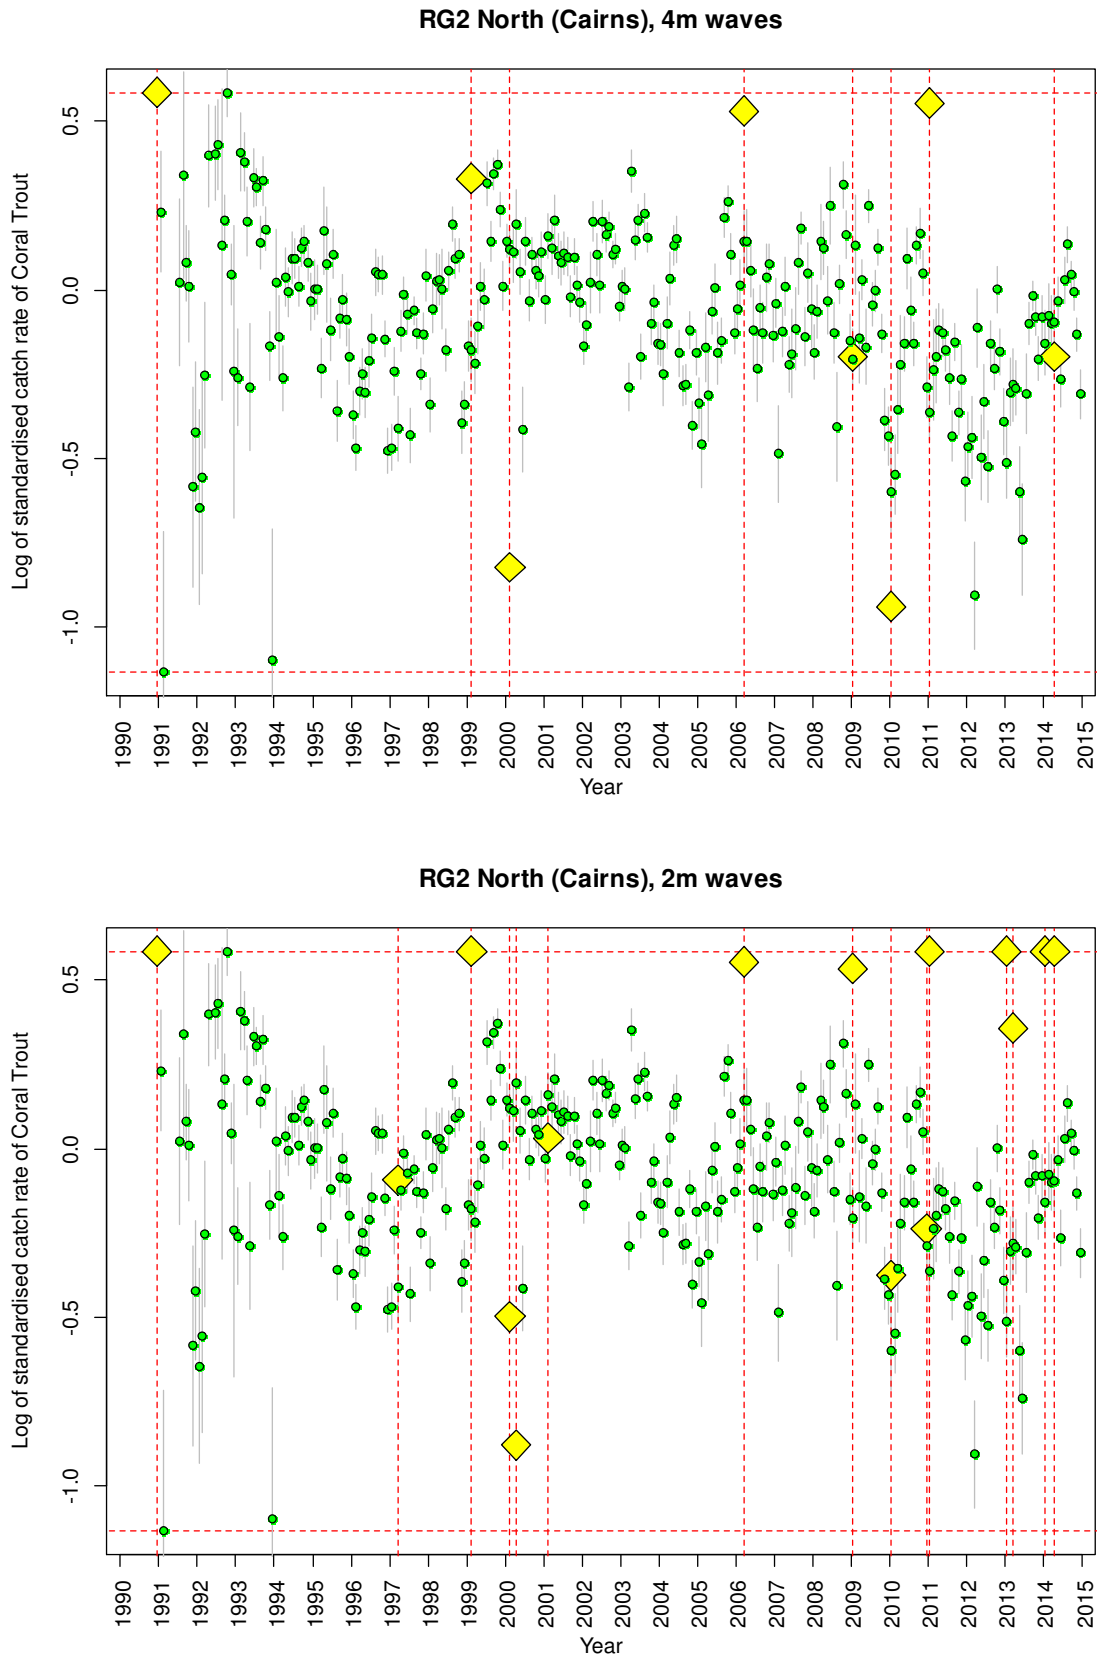 RG2 North (Cairns), 4m waves
Log of standardised catch rate of Coral Trout
0.5
0.0
-0.5
-1.0
1990 1991 1992 1993 1994 1995 1996 1997 1998 1999 2000 2001 2002 2003 2004 2005 2006 2007 2008 2009 2010 2011 2012 2013 2014 2015
Year
RG2 North (Cairns), 2m waves
Log of standardised catch rate of Coral Trout
0.5
0.0
-0.5
-1.0
1990 1991 1992 1993 1994 1995 1996 1997 1998 1999 2000 2001 2002 2003 2004 2005 2006 2007 2008 2009 2010 2011 2012 2013 2014 2015
Year